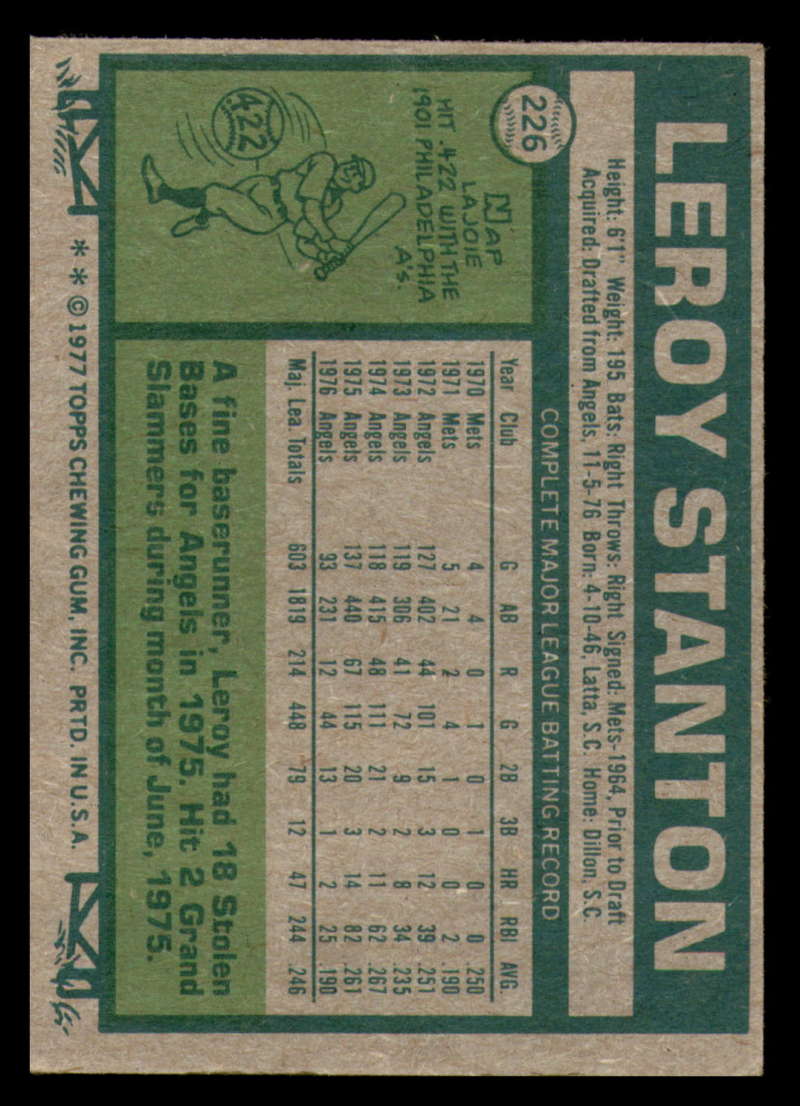 LEROY STANTON
226
Height: 6'1" Weight: 195 Bats: Right Throws: Right Signed: Mets-1964, Prior to Draft
Acquired: Drafted from Angels, 11-5-76 Born: 4-10-46, Latta, S.C. Home: Dillon, S.C.
NAP
LAJOIE
HIT .422 WITH THE
1901 PHILADELPHIA
A's.
.422
COMPLETE MAJOR LEAGUE BATTING RECORD
Year Club G AB R G 2B 3B HR RBI AVG.
1970 Mets 4 4 0 1 0 1 0 0 .250
1971 Mets 5 21 2 4 1 0 0 2 .190
1972 Angels 127 402 44 101 15 3 12 39 .251
1973 Angels 119 306 41 72 9 2 8 34 .235
1974 Angels 118 415 48 111 21 2 11 62 .267
1975 Angels 137 440 67 115 20 3 14 82 .261
1976 Angels 93 231 12 44 13 1 2 25 .190
Maj. Lea Totals 603 1819 214 448 79 12 47 244 .246
A fine baserunner, Leroy had 18 Stolen
Bases for Angels in 1975. Hit 2 Grand
Slammers during month of June, 1975.
* * © 1977 TOPPS CHEWING GUM, INC. PRTD. IN U.S.A.